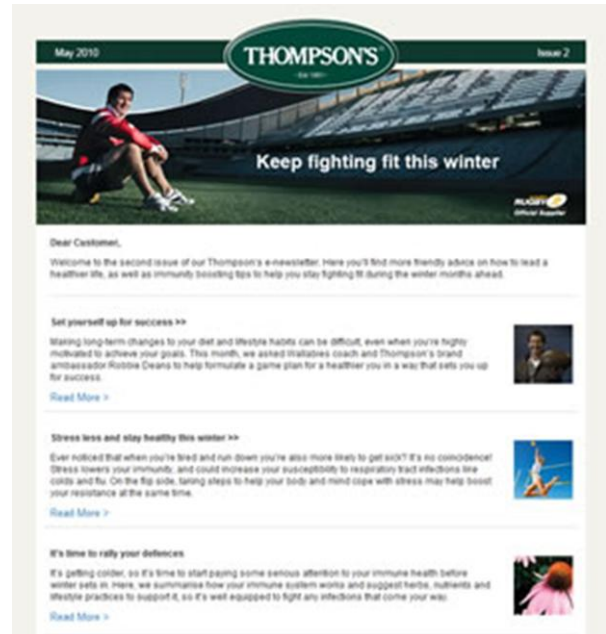 May 2010
THOMPSON'S
Issue 2
Keep fighting fit this winter
RUGBY
Official Supplier
Dear Customer,
Welcome to the second issue of our Thompson's e-newsletter. Here you'll find more friendly advice on how to lead a
healthier life, as well as immunity boosting tips to help you stay fighting fit during the winter months ahead.
Set yourself up for success >>
Making long-term changes to your diet and lifestyle habits can be difficult, even when you're highly
motivated to achieve your goals. This month, we asked Wallabies coach and Thompson's brand
ambassador Robbie Deans to help formulate a game plan for a healthier you in a way that sets you up
for success.
Read More >
Stress less and stay healthy this winter >>
Ever noticed that when you're tired and run down you're also more likely to get sick? It's no coincidence!
Stress lowers your immunity, and could increase your susceptibility to respiratory tract infections like
colds and flu. On the flip side, taking steps to help your body and mind cope with stress may help boost
your resistance at the same time.
Read More >
It's time to rally your defences
It's getting colder, so it's time to start paying some serious attention to your immune health before
winter sets in. Here, we summarise how your immune system works and suggest herbs, nutrients and
lifestyle practices to support it, so it's well equipped to fight any infections that come your way.
Read More >